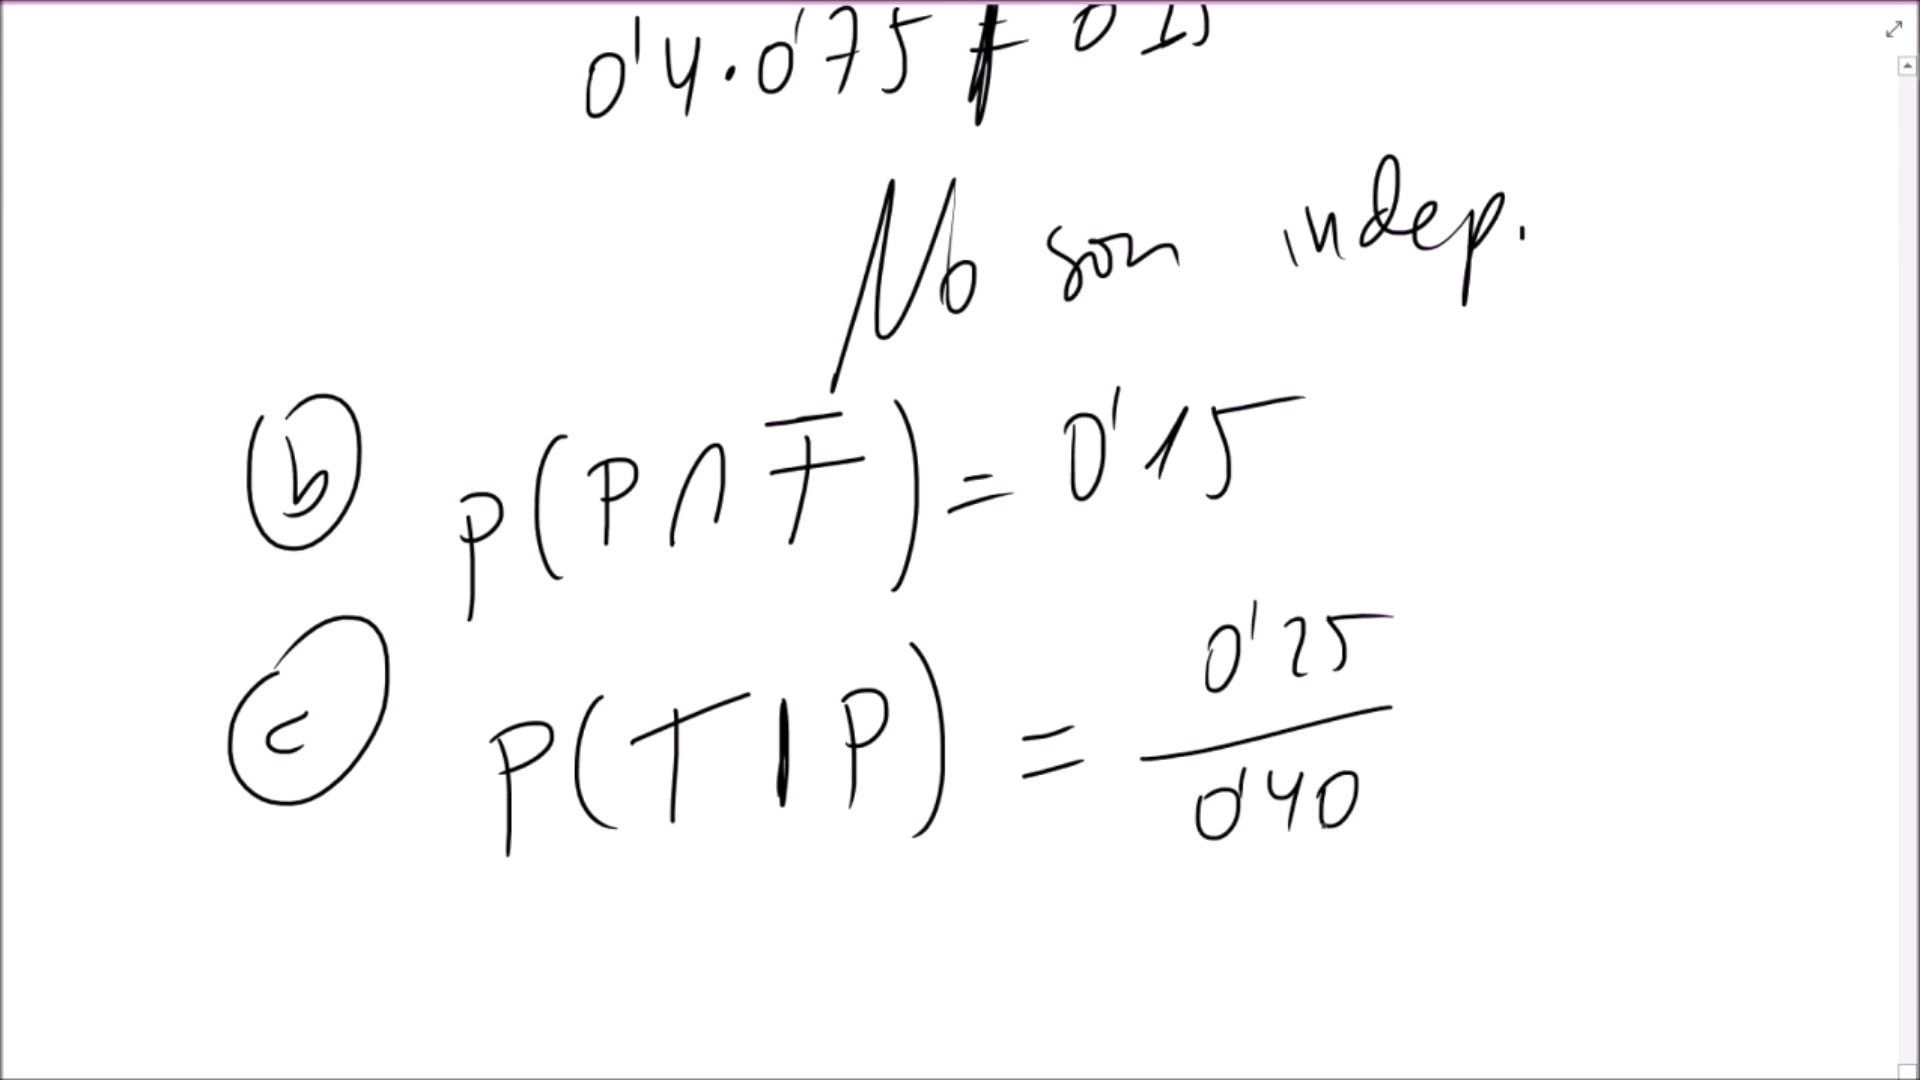 0'4·0'75 ≠ 0'15
No son indep.
b p(P∩F̅) = 0'15
c p(T|P) = 0'25 / 0'40